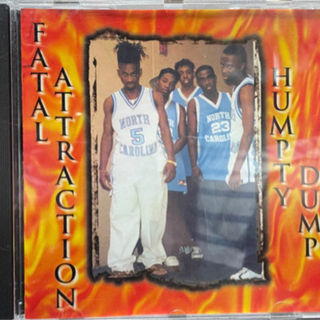 FATAL
ATTRACTION
HUMPTY
DUMP
NORTH
5
CAROLINA
NORTH
23
CAROLINA